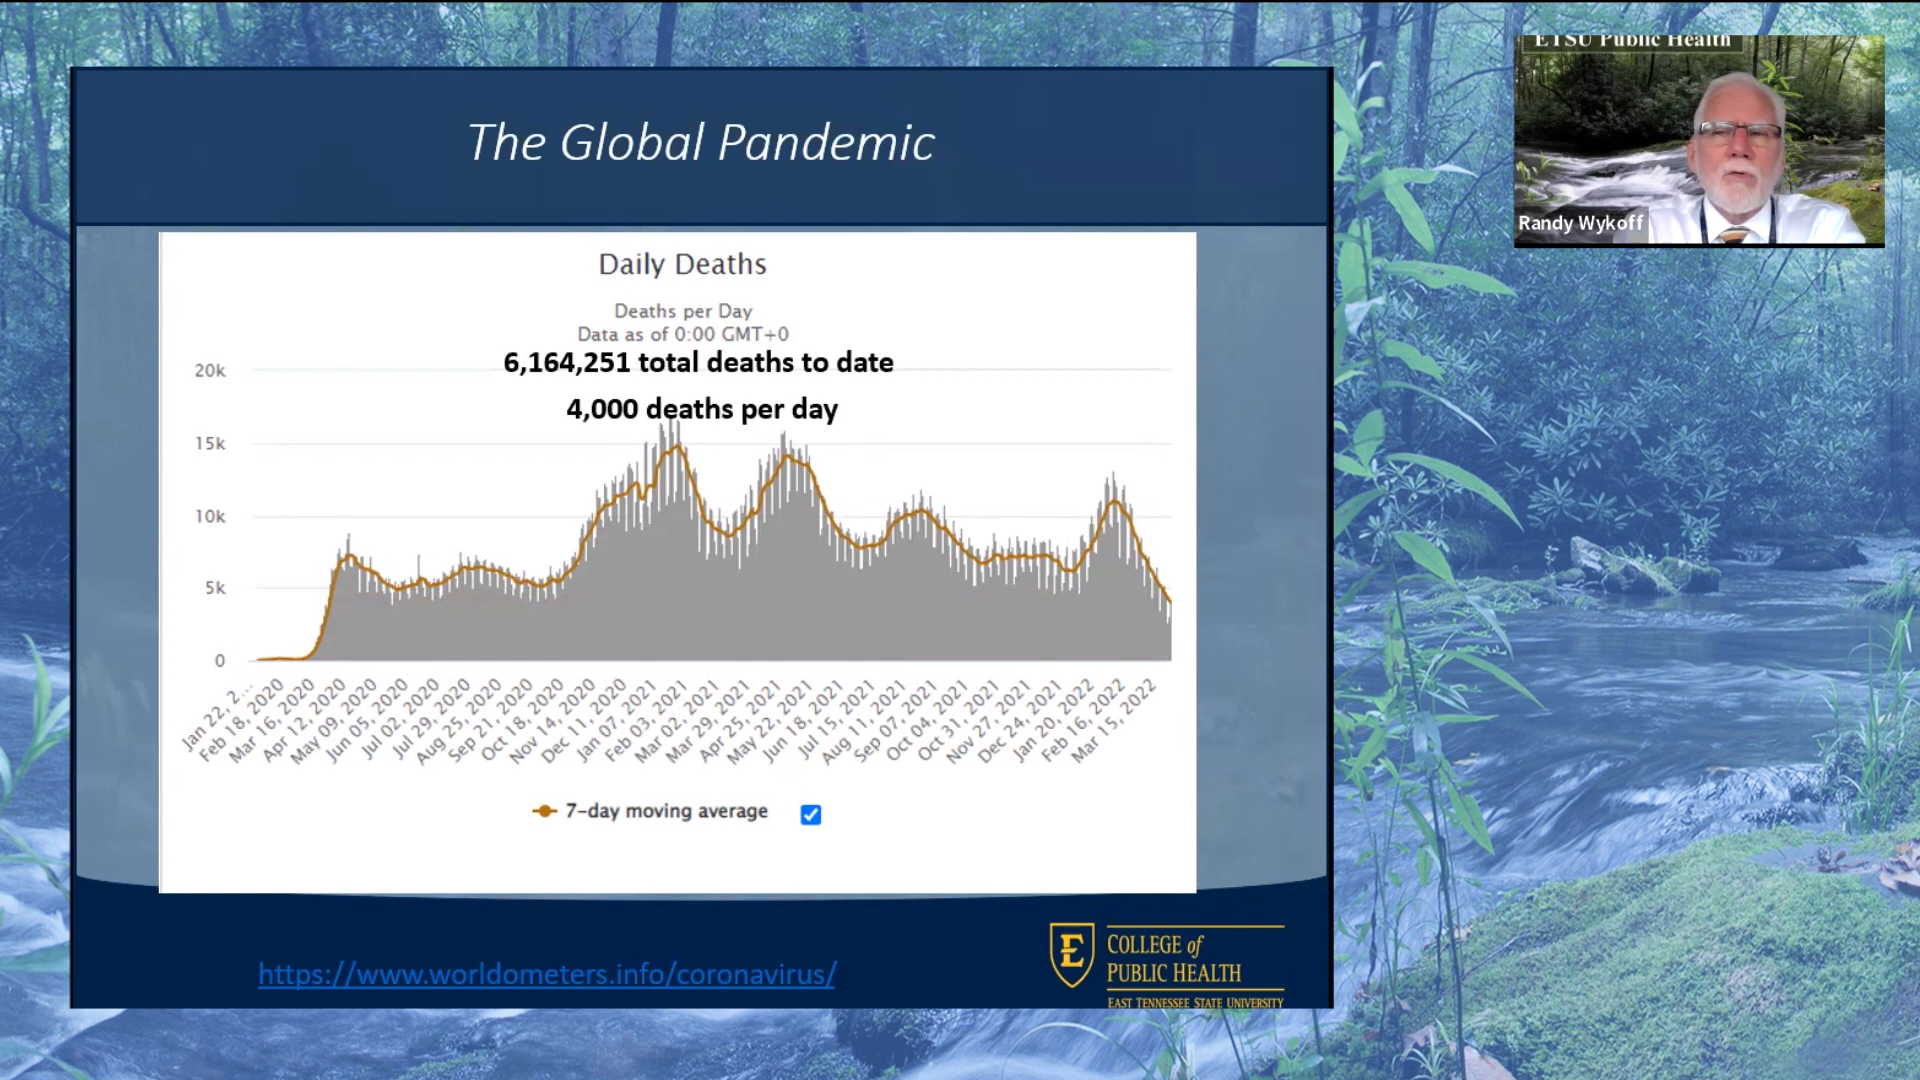 The Global Pandemic
Daily Deaths
Deaths per Day
Data as of 0:00 GMT+0
6,164,251 total deaths to date
4,000 deaths per day
20k
15k
10k
5k
0
Jan 22, 2...
Feb 18, 2020
Mar 16, 2020
Apr 12, 2020
May 09, 2020
Jun 05, 2020
Jul 02, 2020
Jul 29, 2020
Aug 25, 2020
Sep 21, 2020
Oct 18, 2020
Nov 14, 2020
Dec 11, 2020
Jan 07, 2021
Feb 03, 2021
Mar 02, 2021
Mar 29, 2021
Apr 25, 2021
May 22, 2021
Jun 18, 2021
Jul 15, 2021
Aug 11, 2021
Sep 07, 2021
Oct 04, 2021
Oct 31, 2021
Nov 27, 2021
Dec 24, 2021
Jan 20, 2022
Feb 16, 2022
Mar 15, 2022
7-day moving average
https://www.worldometers.info/coronavirus/
E
COLLEGE of
PUBLIC HEALTH
EAST TENNESSEE STATE UNIVERSITY
ETSU Public Health
Randy Wykoff